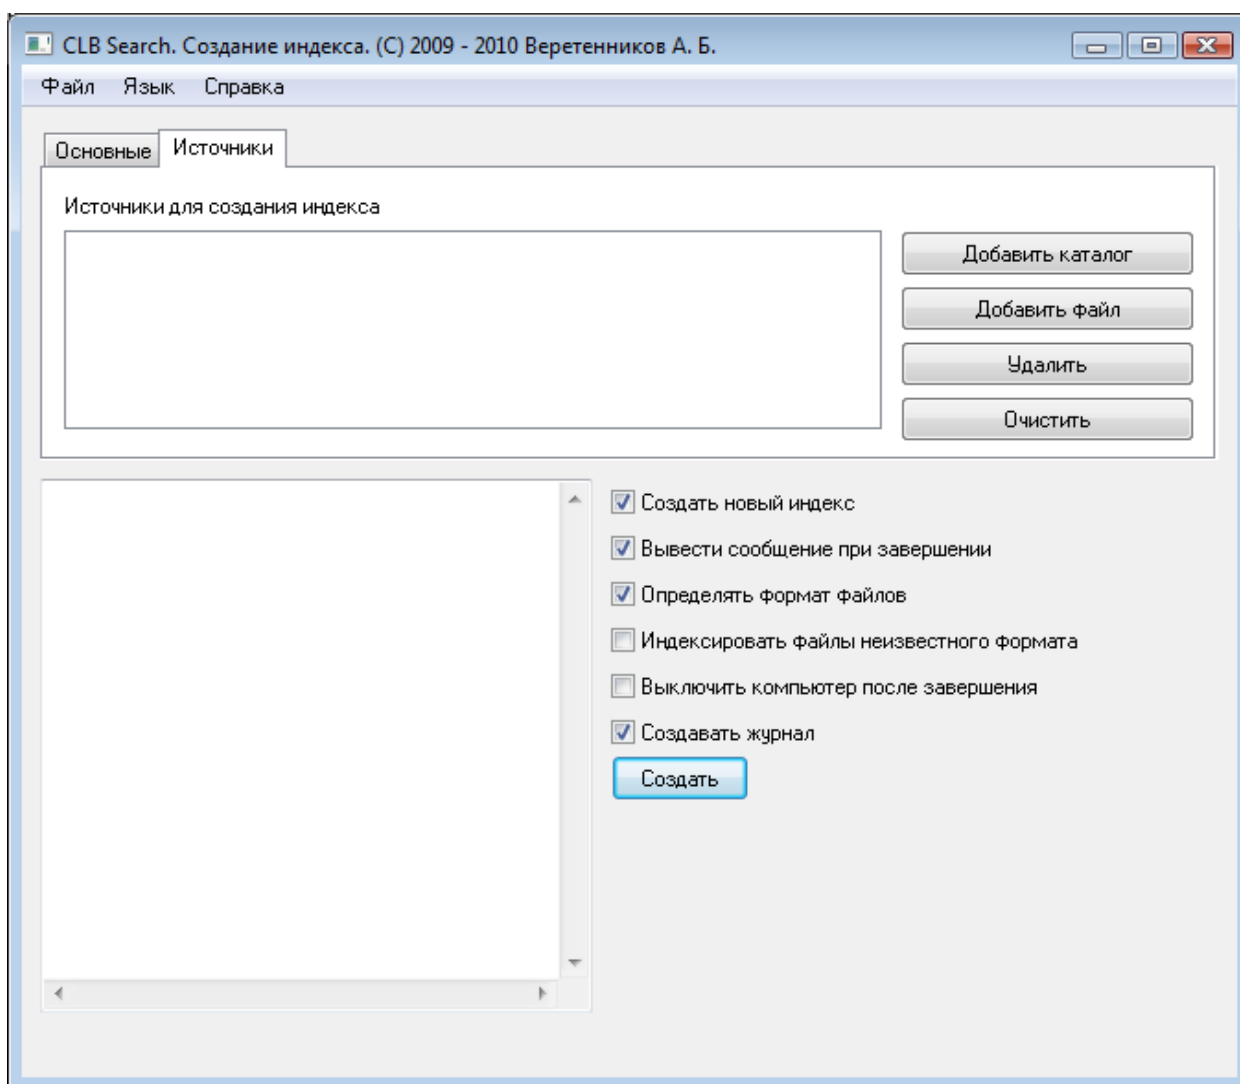 CLB Search. Создание индекса. (C) 2009 - 2010 Веретенников А. Б.
Файл Язык Справка
Основные Источники
Источники для создания индекса
Добавить каталог
Добавить файл
Удалить
Очистить
Создать новый индекс
Вывести сообщение при завершении
Определять формат файлов
Индексировать файлы неизвестного формата
Выключить компьютер после завершения
Создавать журнал
Создать